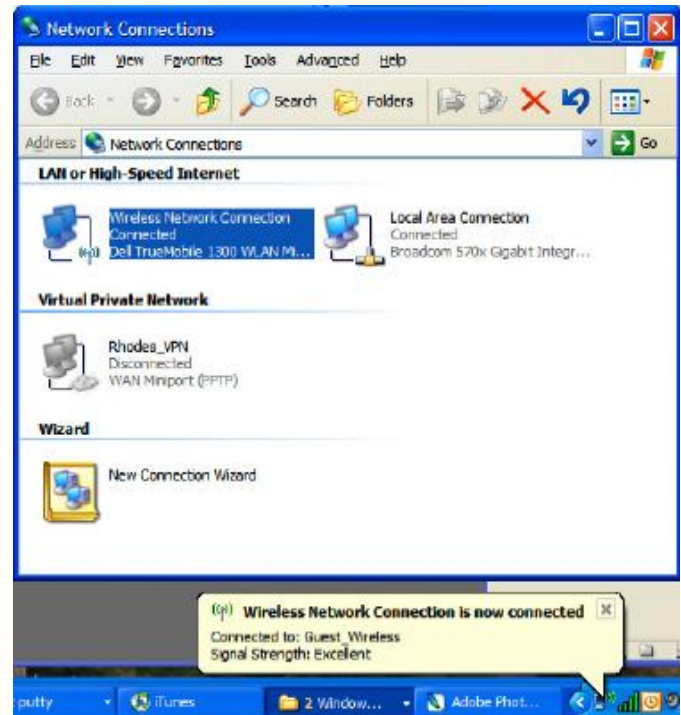 Network Connections
File Edit View Favorites Tools Advanced Help
Back Search Folders
Address Network Connections Go
LAN or High-Speed Internet
Wireless Network Connection
Connected
Dell TrueMobile 1300 WLAN Mi...
Local Area Connection
Connected
Broadcom 570x Gigabit Integr...
Virtual Private Network
Rhodes_VPN
Disconnected
WAN Miniport (PPTP)
Wizard
New Connection Wizard
Wireless Network Connection is now connected
Connected to: Guest_Wireless
Signal Strength: Excellent
putty iTunes 2 Window... Adobe Phot...